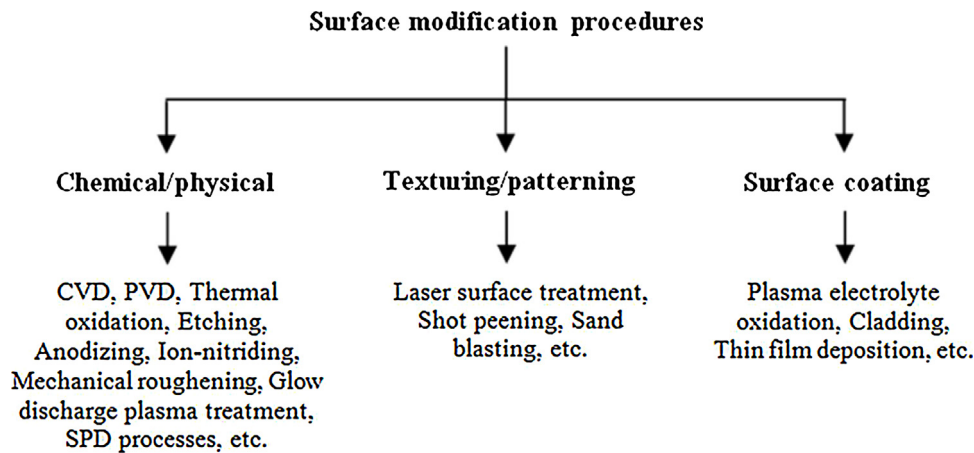 Surface modification procedures
Chemical/physical
Texturing/patterning
Surface coating
CVD, PVD, Thermal
oxidation, Etching,
Anodizing, Ion-nitriding,
Mechanical roughening, Glow
discharge plasma treatment,
SPD processes, etc.
Laser surface treatment,
Shot peening, Sand
blasting, etc.
Plasma electrolyte
oxidation, Cladding,
Thin film deposition, etc.